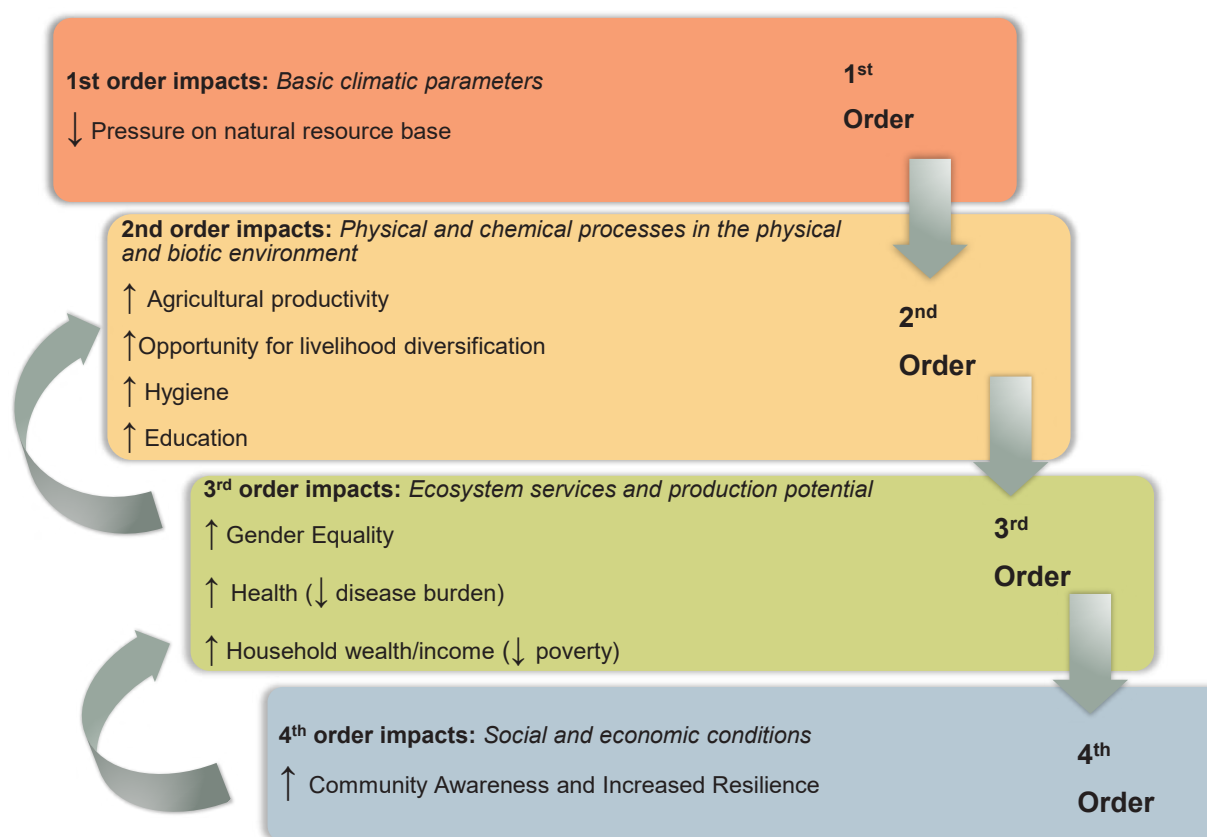 1st order impacts: Basic climatic parameters
↓ Pressure on natural resource base
1st
Order
2nd order impacts: Physical and chemical processes in the physical
and biotic environment
↑ Agricultural productivity
↑Opportunity for livelihood diversification
↑ Hygiene
↑ Education
2nd
Order
3rd order impacts: Ecosystem services and production potential
↑ Gender Equality
↑ Health (↓ disease burden)
↑ Household wealth/income (↓ poverty)
3rd
Order
4th order impacts: Social and economic conditions
↑ Community Awareness and Increased Resilience
4th
Order